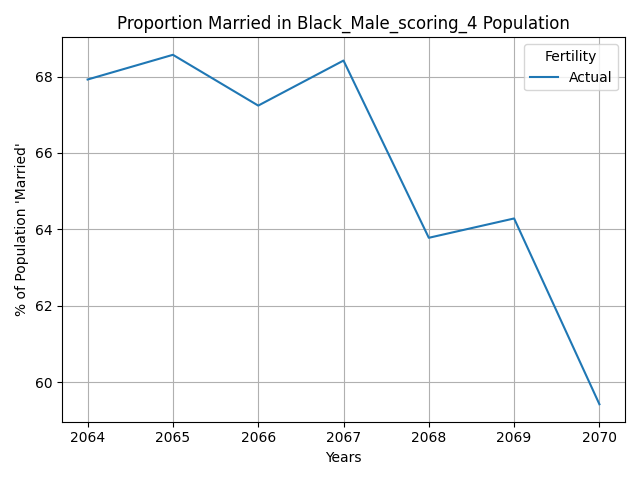 Proportion Married in Black_Male_scoring_4 Population
Fertility
Actual
% of Population 'Married'
68
66
64
62
60
2064 2065 2066 2067 2068 2069 2070
Years